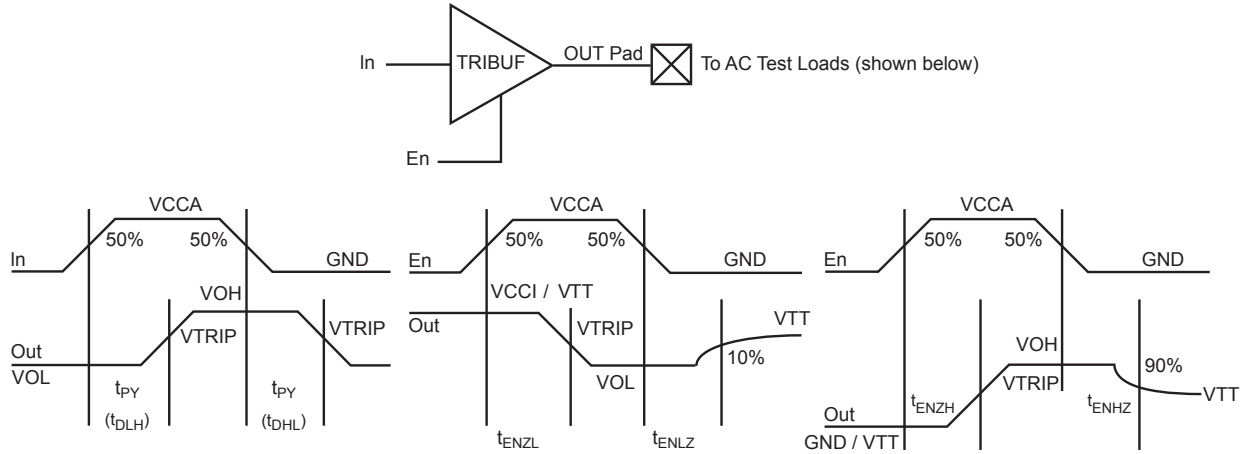 In
TRIBUF
OUT Pad
To AC Test Loads (shown below)
En
VCCA
50%
50%
In
GND
VOH
VTRIP
VTRIP
Out
VOL
tPY
(tDLH)
tPY
(tDHL)
VCCA
50%
50%
En
GND
VCCI / VTT
Out
VTRIP
VTT
10%
VOL
tENZL
tENLZ
VCCA
50%
50%
En
GND
VOH
90%
VTRIP
VTT
tENZH
tENHZ
Out
GND / VTT